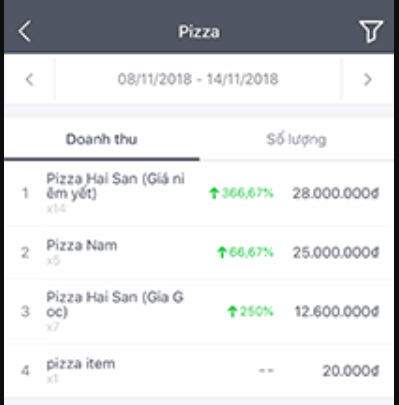 Pizza
08/11/2018 - 14/11/2018
Doanh thu
Số lượng
1 Pizza Hai San (Giá ni
êm yết) 366,67% 28.000.000đ
x14
2 Pizza Nam 66,67% 25.000.000đ
x5
3 Pizza Hai San (Gia G
oc) 250% 12.600.000đ
x7
4 pizza item -- 20.000đ
x1